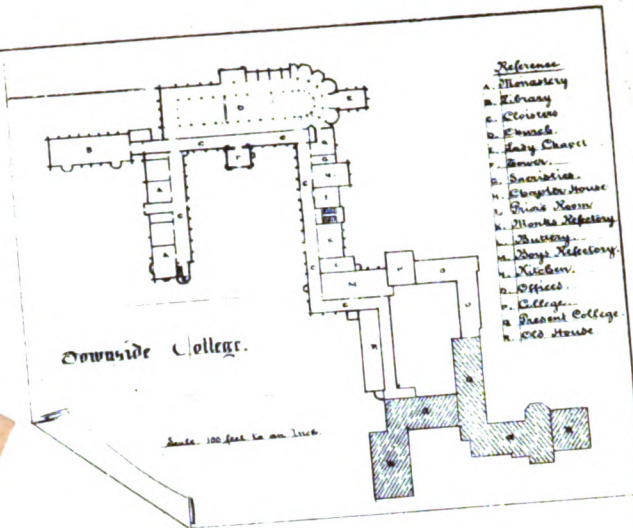 Reference
A. Monastery
B. Library
C. Cloisters
D. Church
E. Lady Chapel
F. Tower
G. Sacristies
H. Chapter House
I. Prior's Room
K. Monks Refectory
L. Buttery
M. Boys Refectory
N. Kitchen
O. Offices
P. College
Q. Present College
R. Old House
Downside College.
Scale 100 feet to an Inch